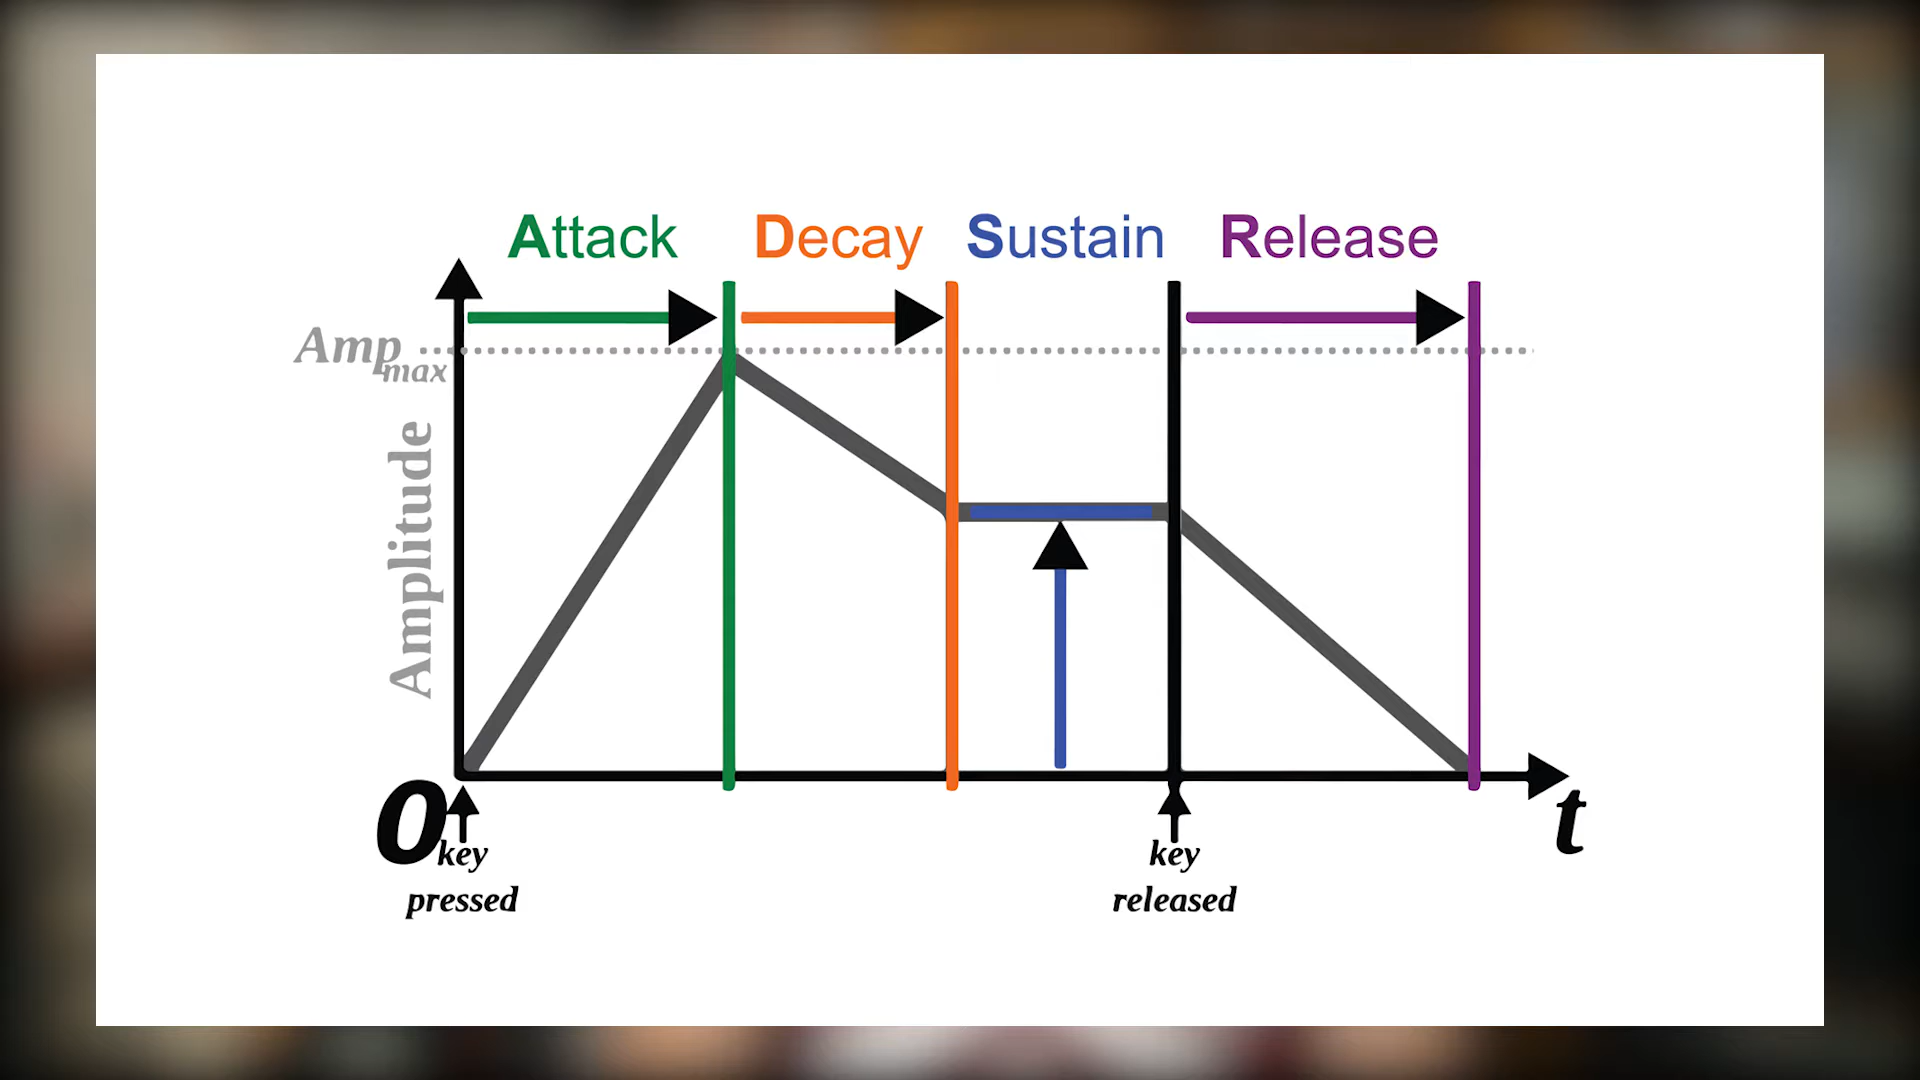 Attack Decay Sustain Release
Amp max
Amplitude
0
t
key
pressed
key
released